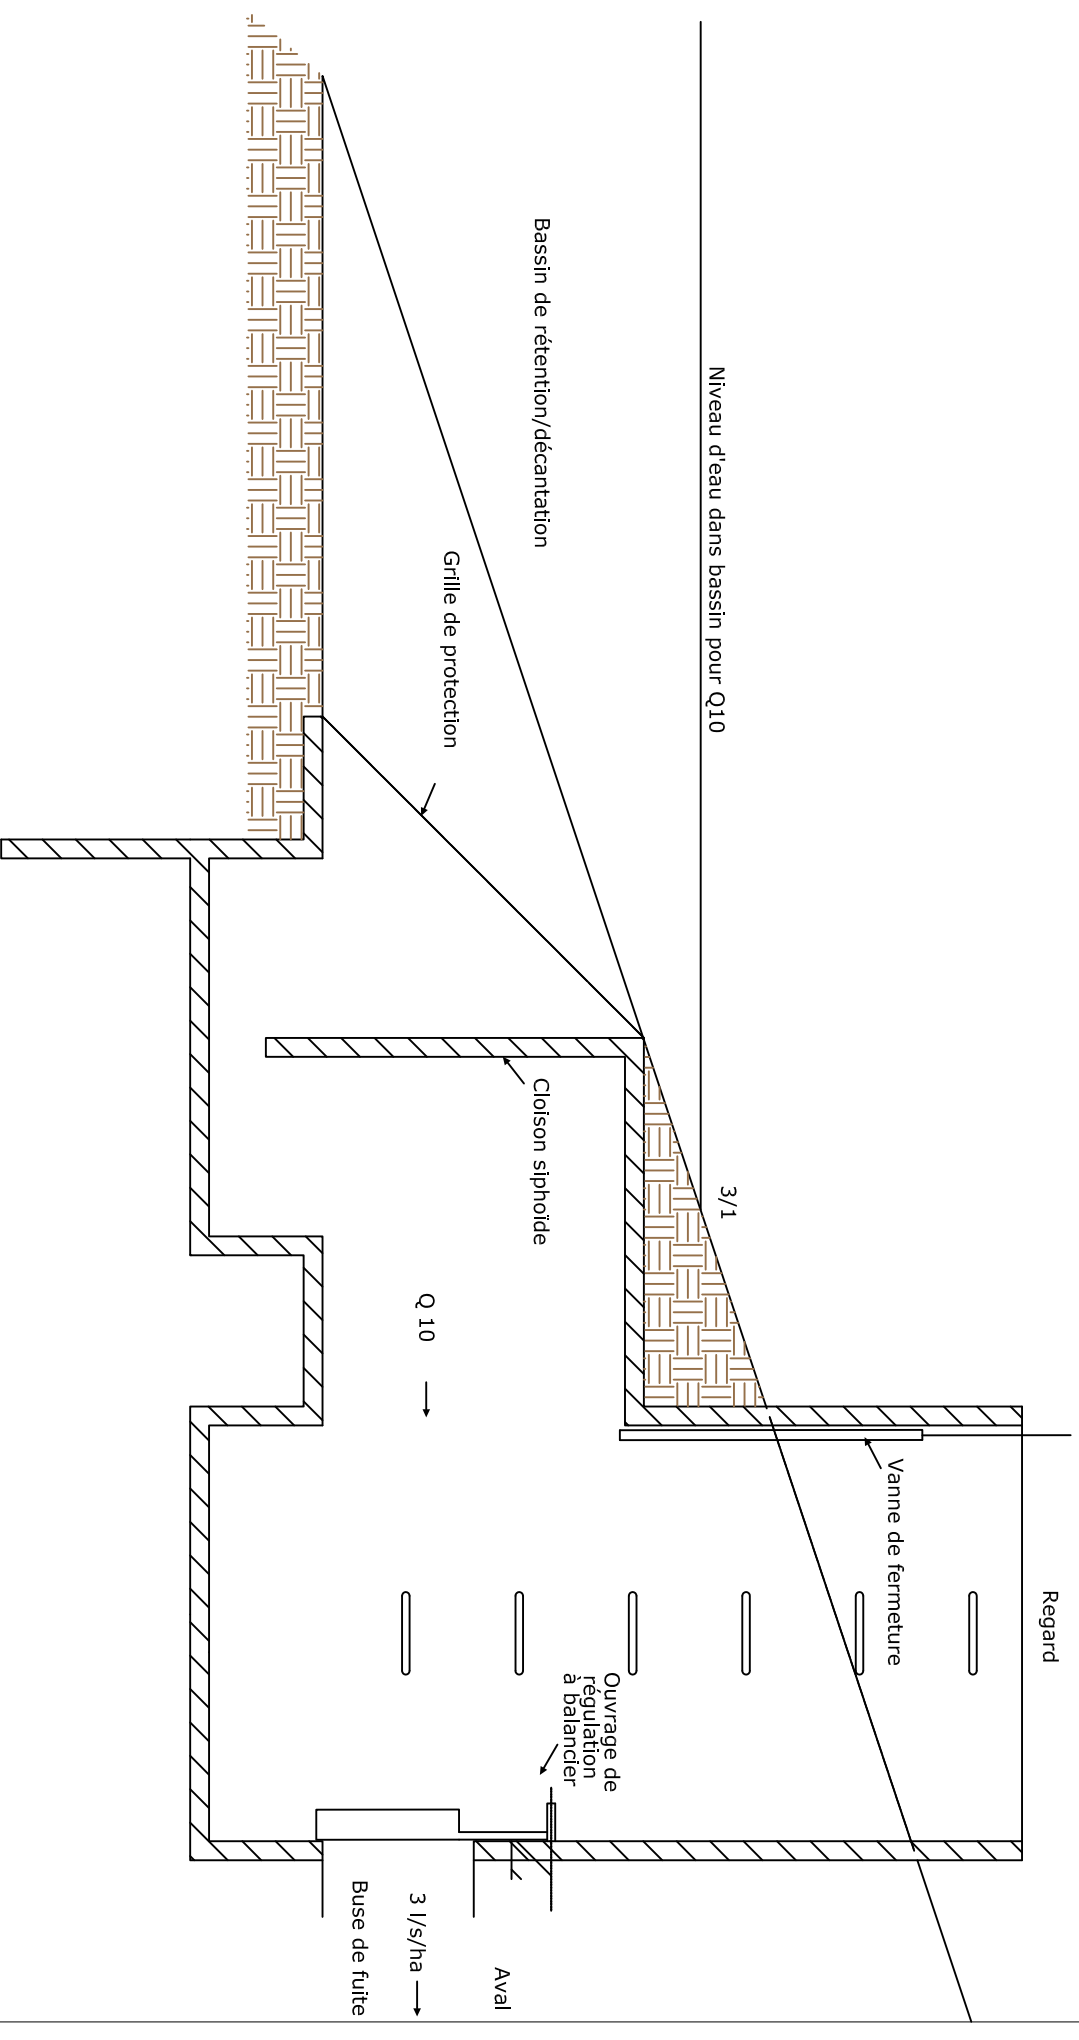 Regard
Niveau d'eau dans bassin pour Q10
3/1
Vanne de fermeture
Bassin de rétention/décantation
Grille de protection
Cloison siphoïde
Q 10
Ouvrage de
régulation
à balancier
Aval
3 l/s/ha
Buse de fuite